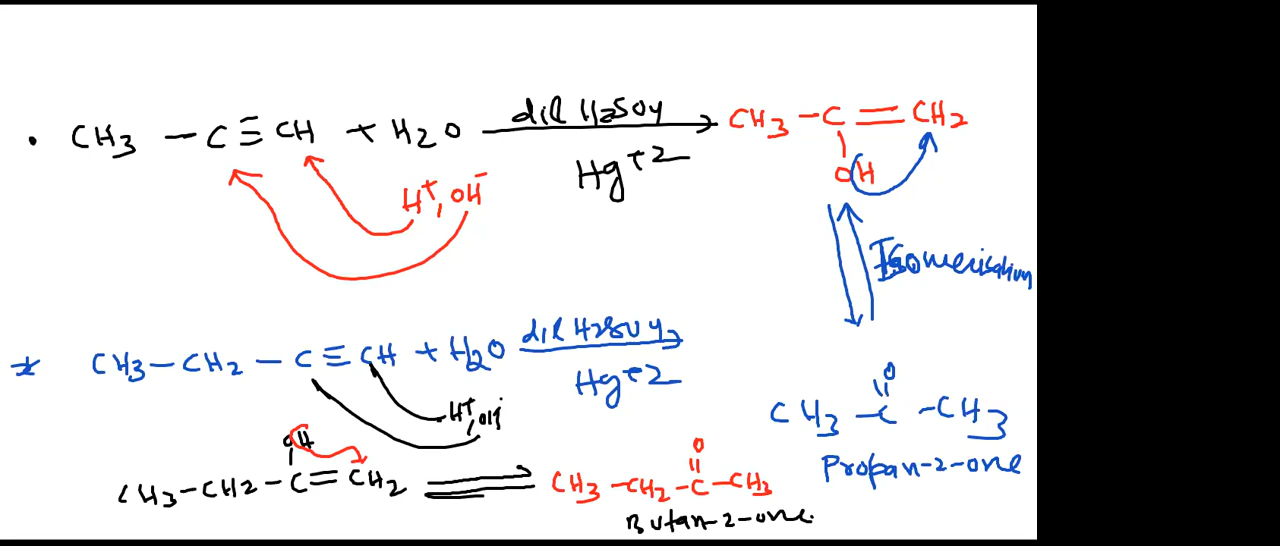 • CH3 – C ≡ CH + H2O dil H2SO4 Hg+2 CH3 – C = CH2
OH
H+, OH-
Isomerisation
* CH3 – CH2 – C ≡ CH + H2O dil H2SO4 Hg+2
O
CH3 – C – CH3
H+, OH-
Propan-2-one
OH
CH3 – CH2 – C = CH2
O
CH3 – CH2 – C – CH3
Butan-2-one.